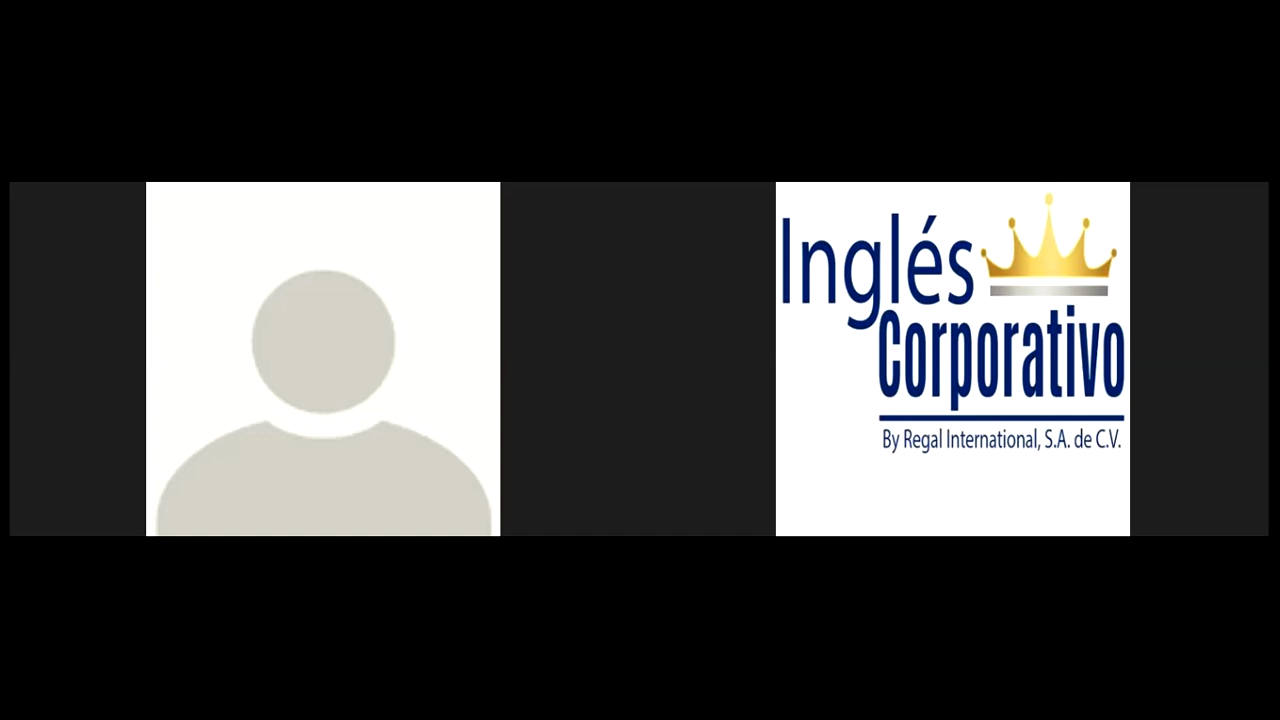 Inglés
Corporativo
By Regal International, S.A. de C.V.